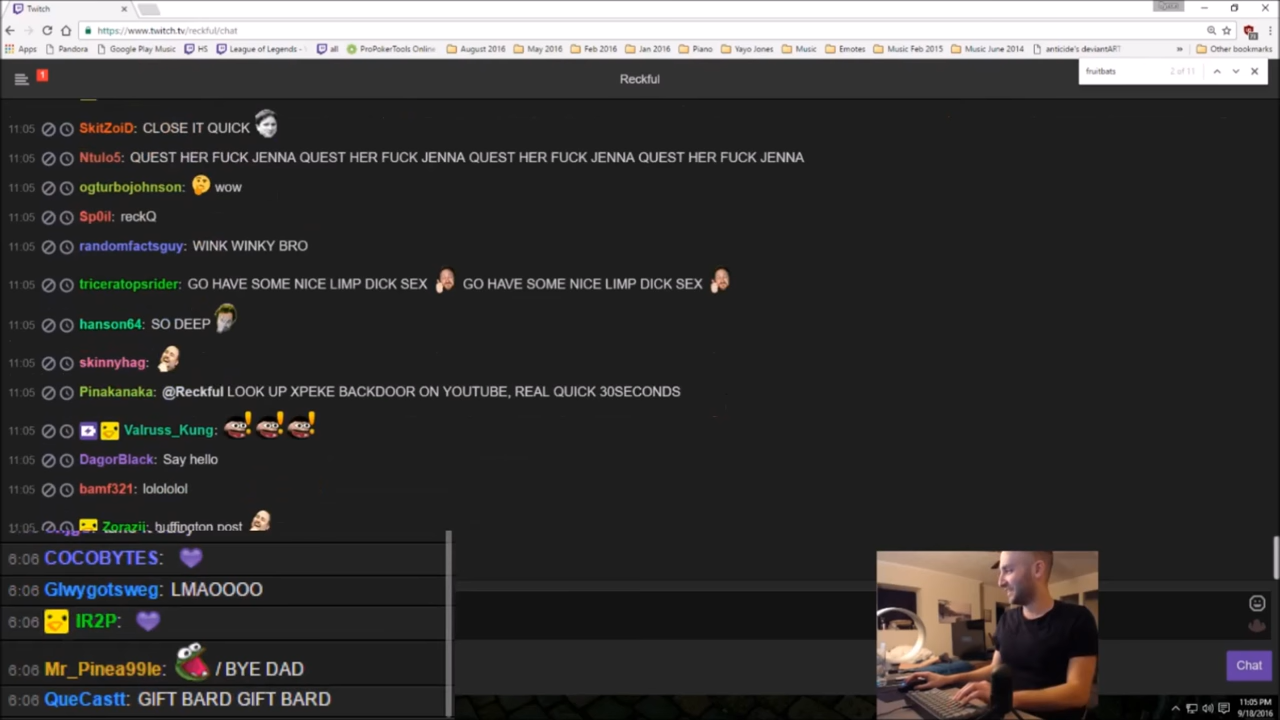 Twitch
https://www.twitch.tv/reckful/chat
Apps Pandora Google Play Music HS League of Legends - all ProPokerTools Online August 2016 May 2016 Feb 2016 Jan 2016 Piano Yayo Jones Music Emotes Music Feb 2015 Music June 2014 anticide's deviantART » Other bookmarks
fruitbats 2 of 11
1 Reckful
11:05 SkitZoiD: CLOSE IT QUICK
11:05 Ntulo5: QUEST HER FUCK JENNA QUEST HER FUCK JENNA QUEST HER FUCK JENNA QUEST HER FUCK JENNA
11:05 ogturbojohnson: wow
11:05 Sp0il: reckQ
11:05 randomfactsguy: WINK WINKY BRO
11:05 triceratopsrider: GO HAVE SOME NICE LIMP DICK SEX GO HAVE SOME NICE LIMP DICK SEX
11:05 hanson64: SO DEEP
11:05 skinnyhag:
11:05 Pinakanaka: @Reckful LOOK UP XPEKE BACKDOOR ON YOUTUBE, REAL QUICK 30SECONDS
11:05 Valruss_Kung:
11:05 DagorBlack: Say hello
11:05 bamf321: lolololol
11:05 Zorazij: huffington post
6:06 COCOBYTES:
6:06 Glwygotsweg: LMAOOOO
6:06 IR2P:
6:06 Mr_Pinea99le: / BYE DAD
6:06 QueCastt: GIFT BARD GIFT BARD
Chat
11:05 PM
9/18/2016